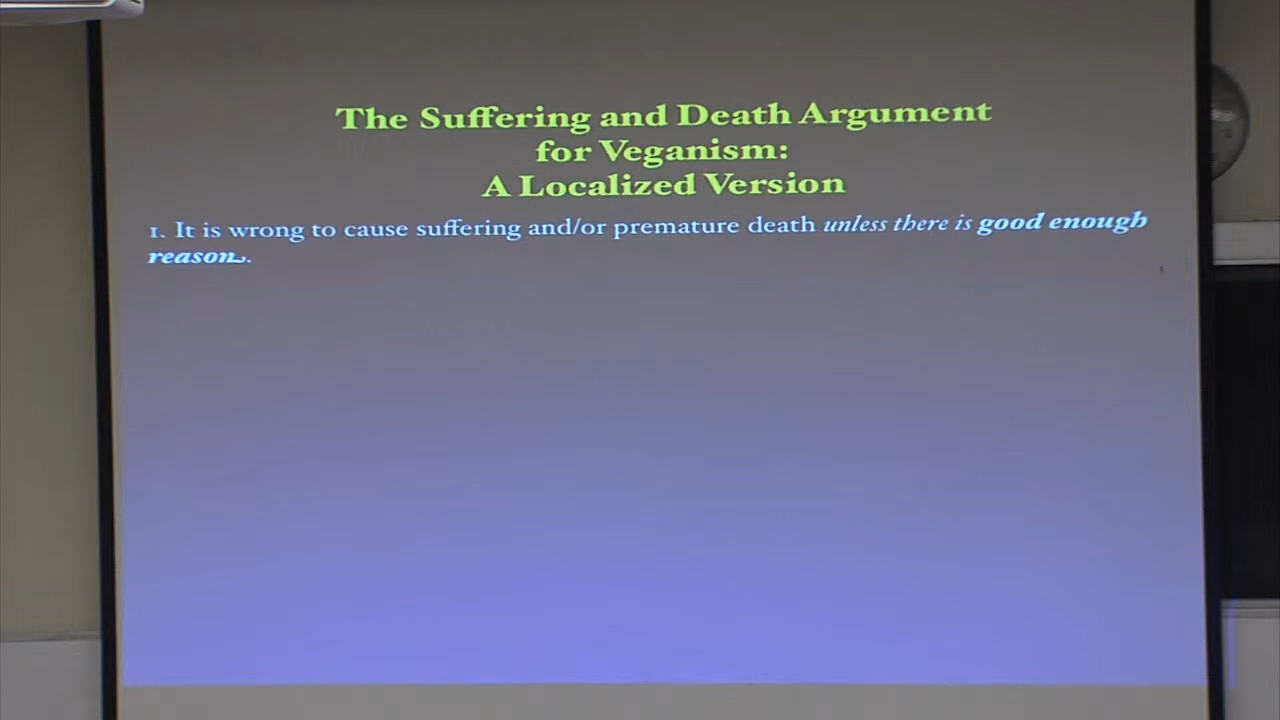 The Suffering and Death Argument
for Veganism:
A Localized Version
1. It is wrong to cause suffering and/or premature death unless there is good enough
reason.